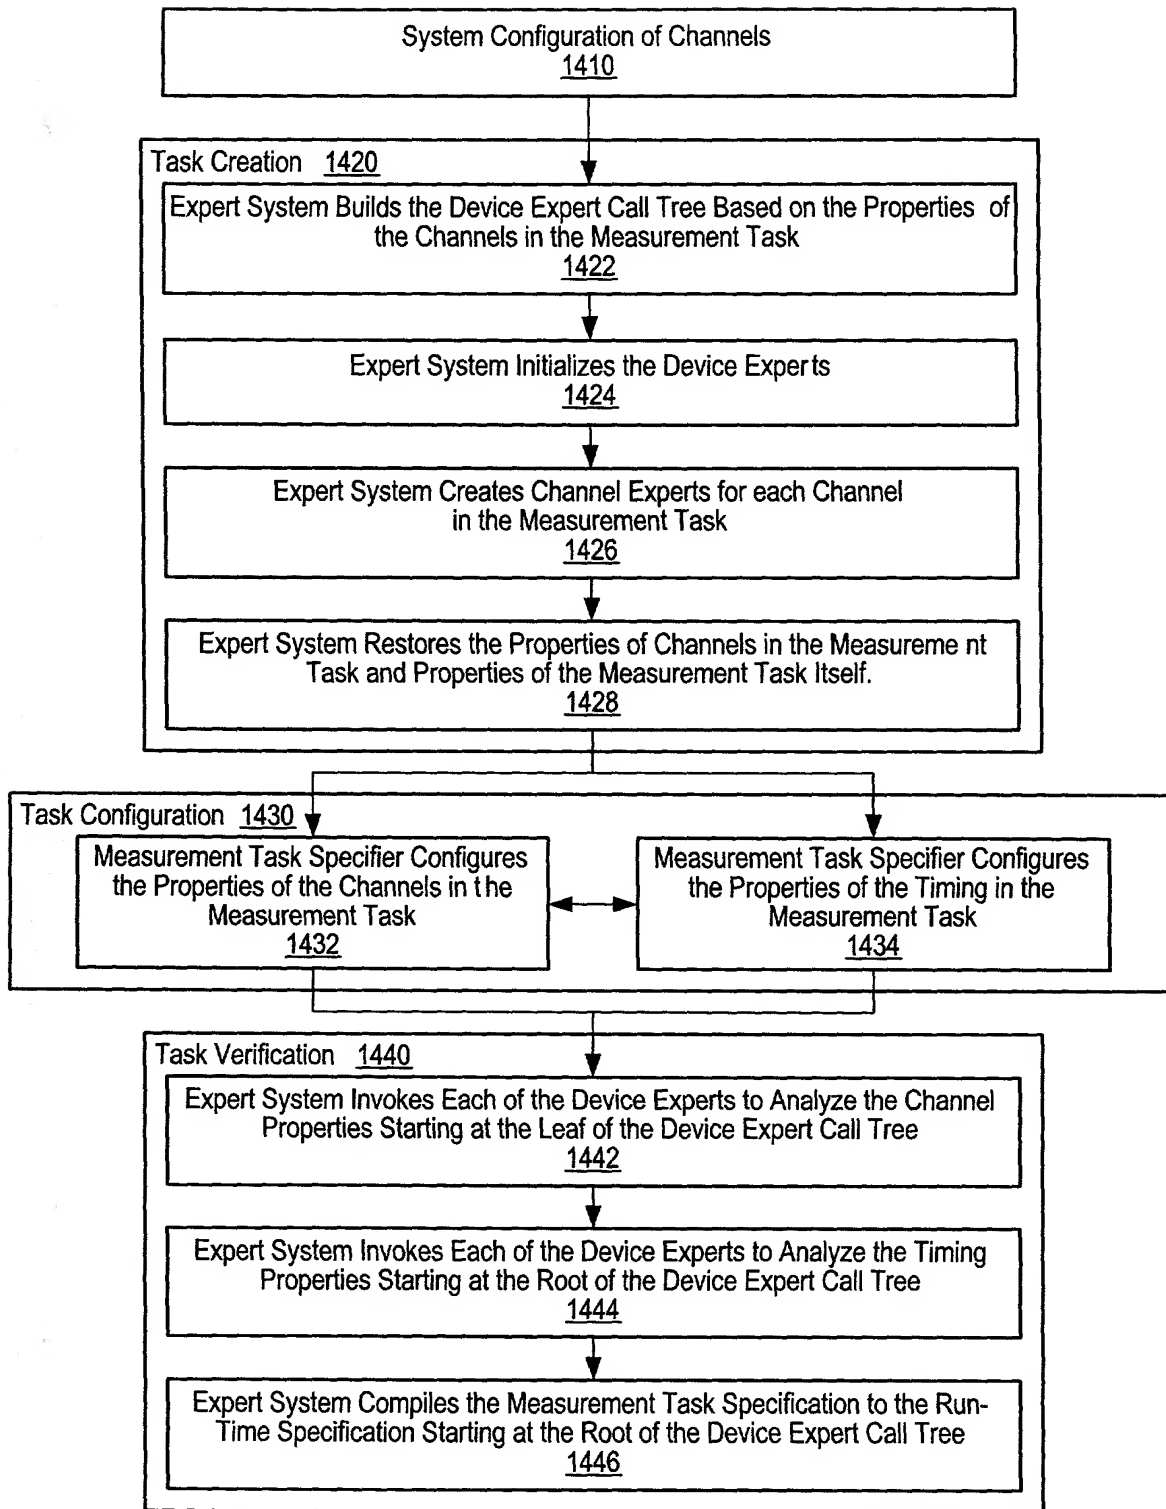 System Configuration of Channels
1410
Task Creation 1420
Expert System Builds the Device Expert Call Tree Based on the Properties of
the Channels in the Measurement Task
1422
Expert System Initializes the Device Experts
1424
Expert System Creates Channel Experts for each Channel
in the Measurement Task
1426
Expert System Restores the Properties of Channels in the Measureme nt
Task and Properties of the Measurement Task Itself.
1428
Task Configuration 1430
Measurement Task Specifier Configures
the Properties of the Channels in the
Measurement Task
1432
Measurement Task Specifier Configures
the Properties of the Timing in the
Measurement Task
1434
Task Verification 1440
Expert System Invokes Each of the Device Experts to Analyze the Channel
Properties Starting at the Leaf of the Device Expert Call Tree
1442
Expert System Invokes Each of the Device Experts to Analyze the Timing
Properties Starting at the Root of the Device Expert Call Tree
1444
Expert System Compiles the Measurement Task Specification to the Run-
Time Specification Starting at the Root of the Device Expert Call Tree
1446